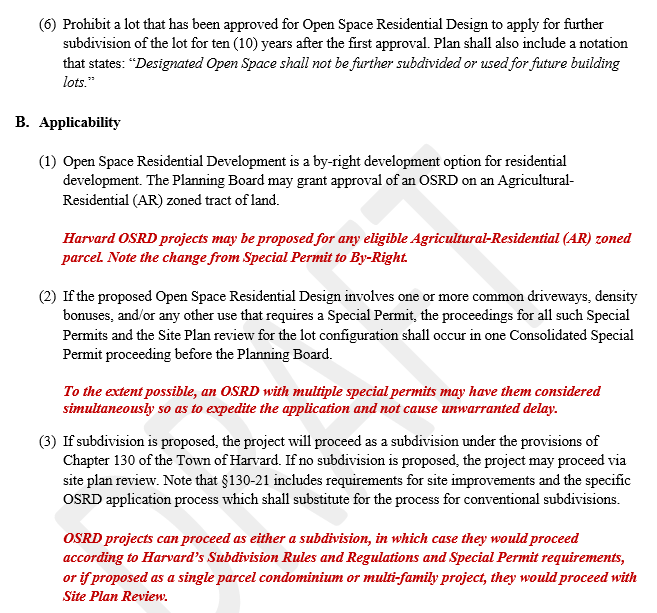 (6) Prohibit a lot that has been approved for Open Space Residential Design to apply for further
subdivision of the lot for ten (10) years after the first approval. Plan shall also include a notation
that states: “Designated Open Space shall not be further subdivided or used for future building
lots.”
B. Applicability
(1) Open Space Residential Development is a by-right development option for residential
development. The Planning Board may grant approval of an OSRD on an Agricultural-
Residential (AR) zoned tract of land.
Harvard OSRD projects may be proposed for any eligible Agricultural-Residential (AR) zoned
parcel. Note the change from Special Permit to By-Right.
(2) If the proposed Open Space Residential Design involves one or more common driveways, density
bonuses, and/or any other use that requires a Special Permit, the proceedings for all such Special
Permits and the Site Plan review for the lot configuration shall occur in one Consolidated Special
Permit proceeding before the Planning Board.
To the extent possible, an OSRD with multiple special permits may have them considered
simultaneously so as to expedite the application and not cause unwarranted delay.
(3) If subdivision is proposed, the project will proceed as a subdivision under the provisions of
Chapter 130 of the Town of Harvard. If no subdivision is proposed, the project may proceed via
site plan review. Note that §130-21 includes requirements for site improvements and the specific
OSRD application process which shall substitute for the process for conventional subdivisions.
OSRD projects can proceed as either a subdivision, in which case they would proceed
according to Harvard’s Subdivision Rules and Regulations and Special Permit requirements,
or if proposed as a single parcel condominium or multi-family project, they would proceed with
Site Plan Review.
DRAFT